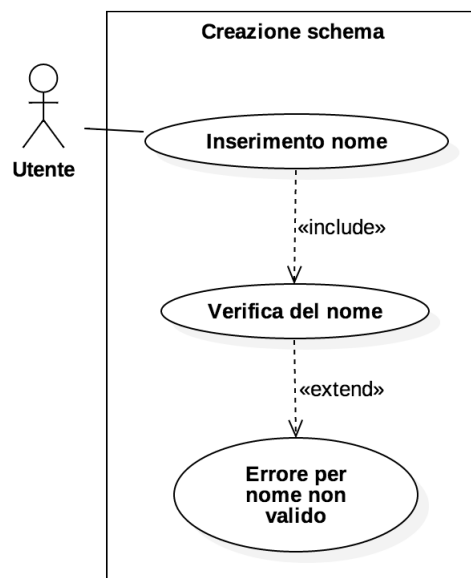 Creazione schema
Utente
Inserimento nome
«include»
Verifica del nome
«extend»
Errore per
nome non
valido